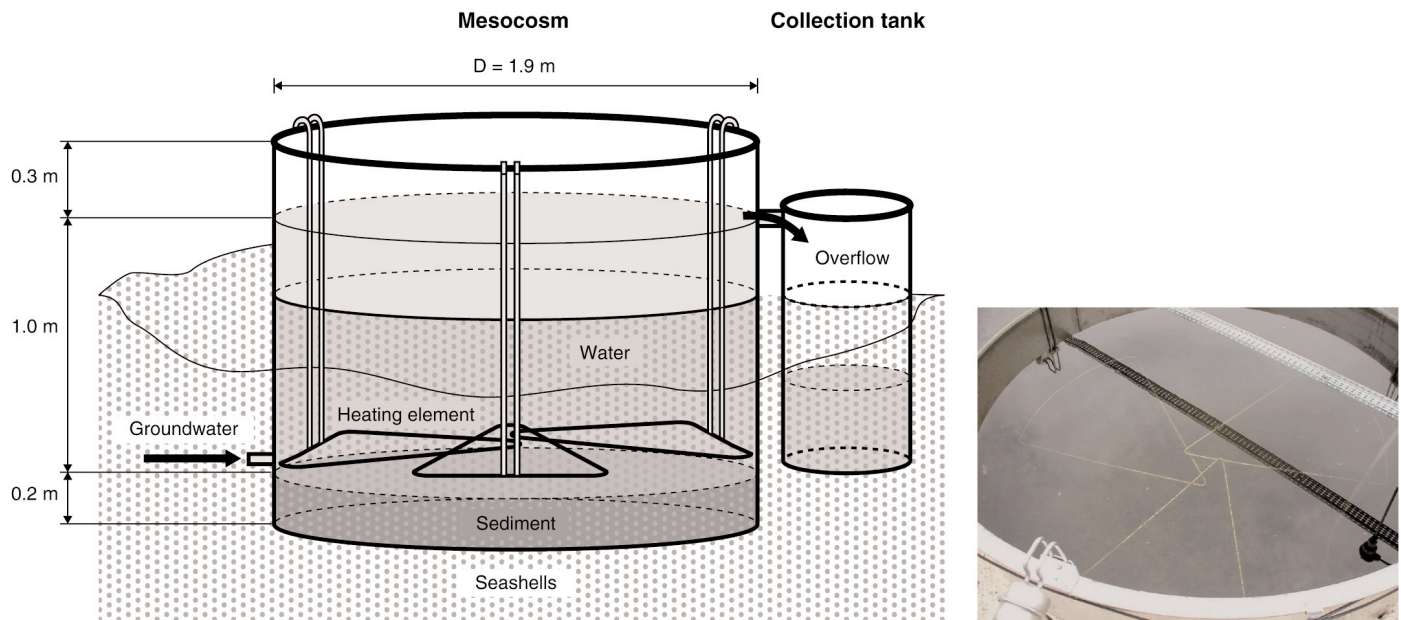 Mesocosm
Collection tank
D = 1.9 m
0.3 m
Overflow
1.0 m
Water
Heating element
Groundwater
0.2 m
Sediment
Seashells